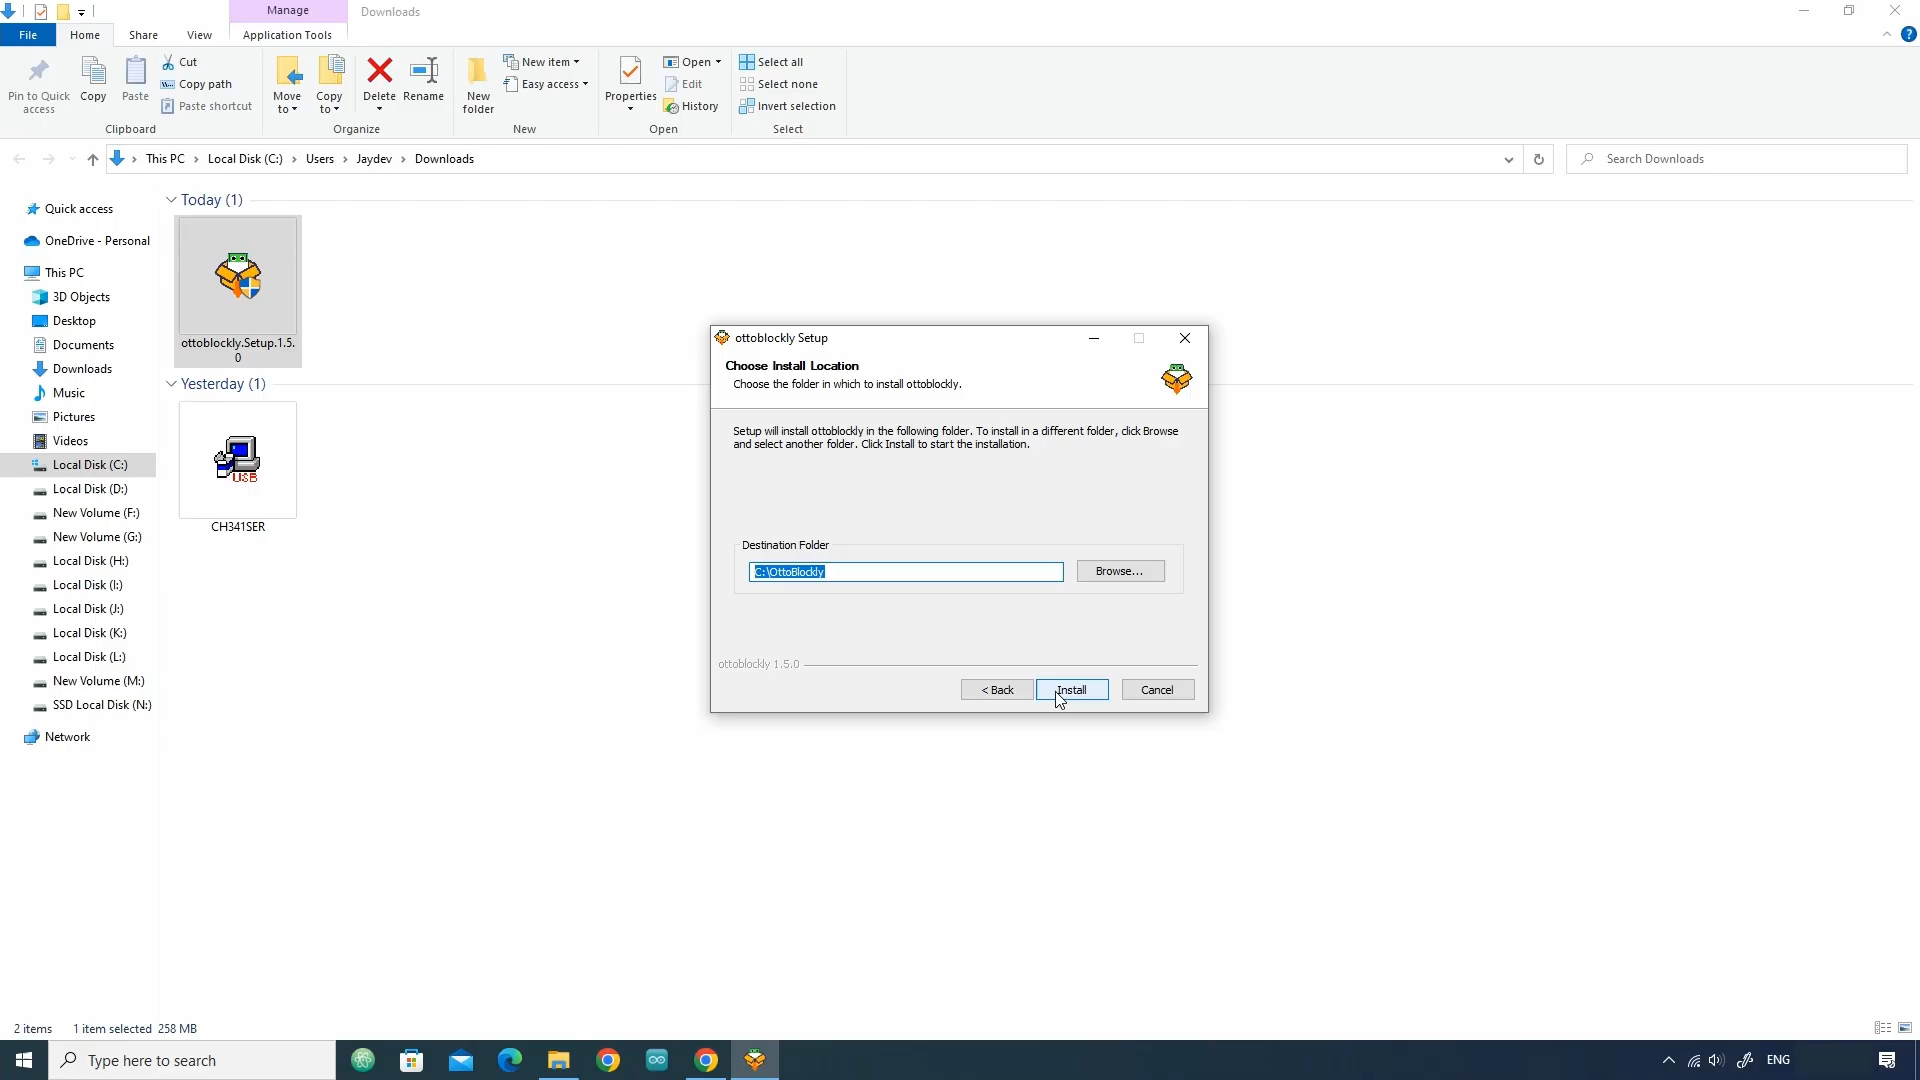 Manage
Downloads
File
Home
Share
View
Application Tools
Pin to Quick
access
Copy
Paste
Cut
Copy path
Paste shortcut
Clipboard
Move
to
Copy
to
Delete
Rename
Organize
New
folder
New item
Easy access
New
Properties
Open
Edit
History
Open
Select all
Select none
Invert selection
Select
This PC
Local Disk (C:)
Users
Jaydev
Downloads
Search Downloads
Quick access
OneDrive - Personal
This PC
3D Objects
Desktop
Documents
Downloads
Music
Pictures
Videos
Local Disk (C:)
Local Disk (D:)
New Volume (F:)
New Volume (G:)
Local Disk (H:)
Local Disk (I:)
Local Disk (J:)
Local Disk (K:)
Local Disk (L:)
New Volume (M:)
SSD Local Disk (N:)
Network
Today (1)
ottoblockly.Setup.1.5.
0
Yesterday (1)
USB
CH341SER
ottoblockly Setup
Choose Install Location
Choose the folder in which to install ottoblockly.
Setup will install ottoblockly in the following folder. To install in a different folder, click Browse
and select another folder. Click Install to start the installation.
Destination Folder
C:\OttoBlockly
Browse...
ottoblockly 1.5.0
< Back
Install
Cancel
2 items
1 item selected 258 MB
Type here to search
ENG